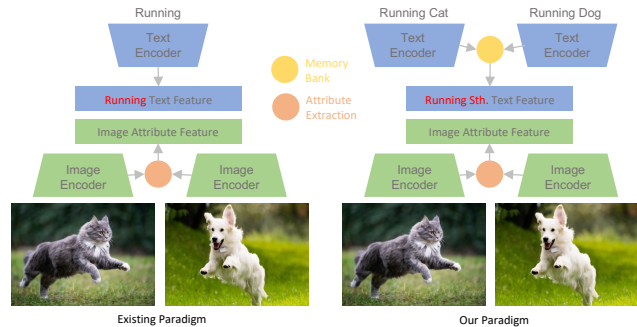 Running
Text
Encoder
Running Text Feature
Image Attribute Feature
Image
Encoder
Image
Encoder
Existing Paradigm
Memory
Bank
Attribute
Extraction
Running Cat
Running Dog
Text
Encoder
Text
Encoder
Running Sth. Text Feature
Image Attribute Feature
Image
Encoder
Image
Encoder
Our Paradigm